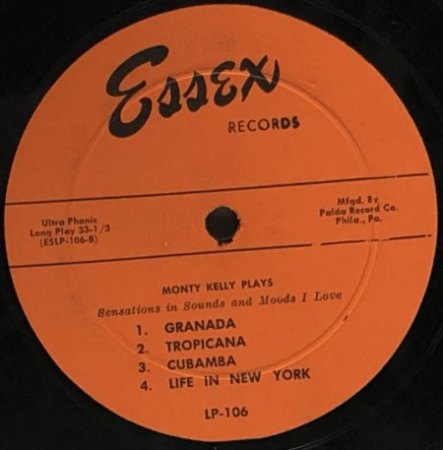 Essex
RECORDS
Ultra Phonic
Long Play 33-1/3
(ESLP-106-B)
Mfgd. By
Palda Record Co.
Phila., Pa.
MONTY KELLY PLAYS
Sensations in Sounds and Moods I Love
1. GRANADA
2. TROPICANA
3. CUBAMBA
4. LIFE IN NEW YORK
LP-106